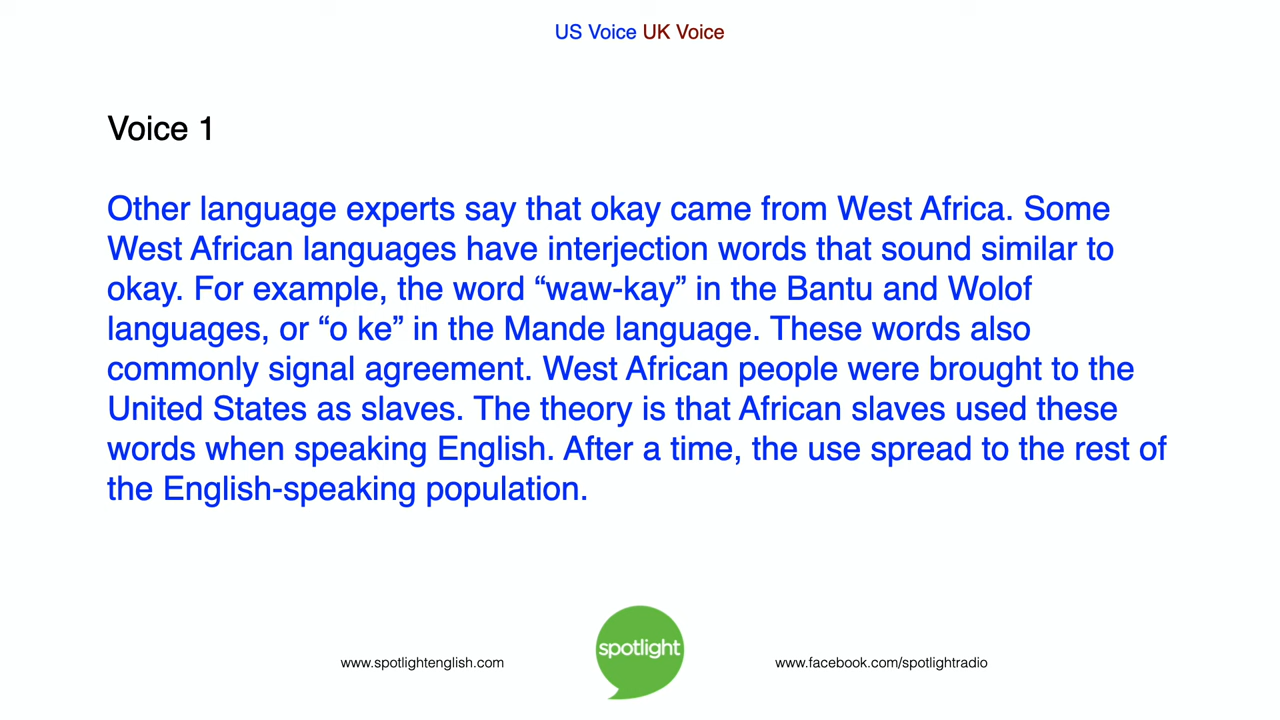 US Voice UK Voice
Voice 1
Other language experts say that okay came from West Africa. Some
West African languages have interjection words that sound similar to
okay. For example, the word “waw-kay” in the Bantu and Wolof
languages, or “o ke” in the Mande language. These words also
commonly signal agreement. West African people were brought to the
United States as slaves. The theory is that African slaves used these
words when speaking English. After a time, the use spread to the rest of
the English-speaking population.
spotlight
www.spotlightenglish.com
www.facebook.com/spotlightradio